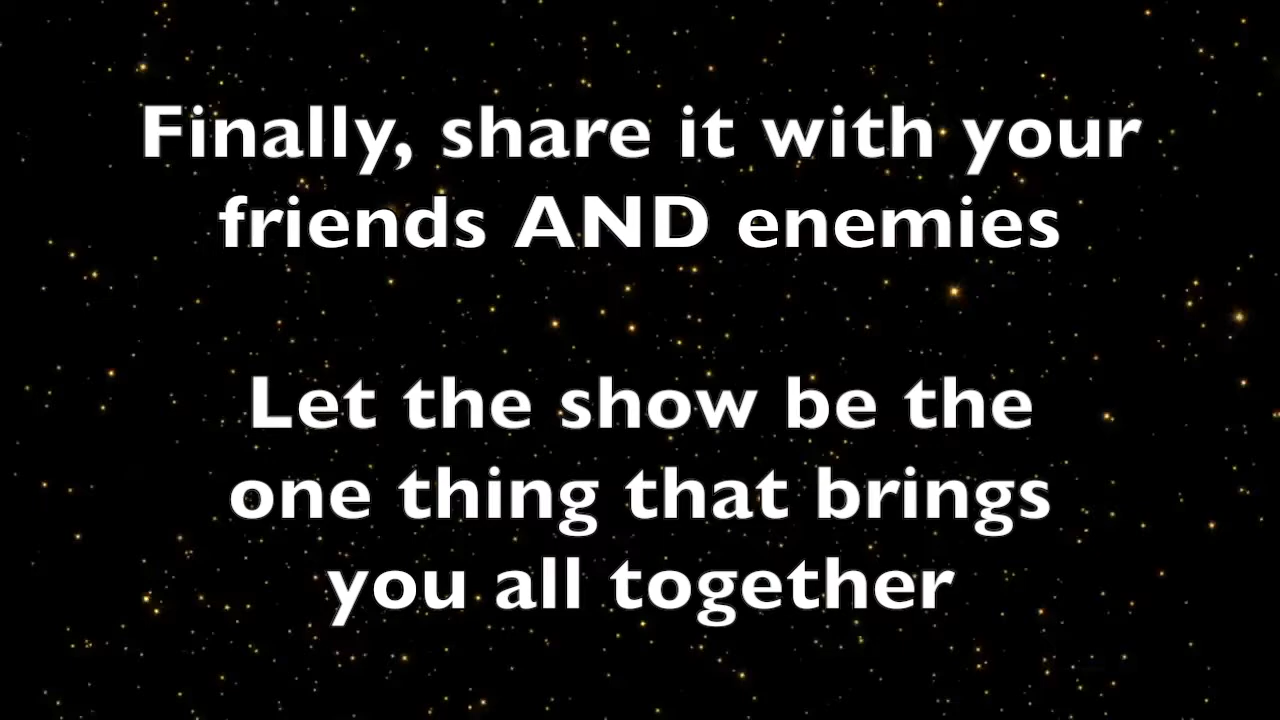 Finally, share it with your
friends AND enemies
Let the show be the
one thing that brings
you all together